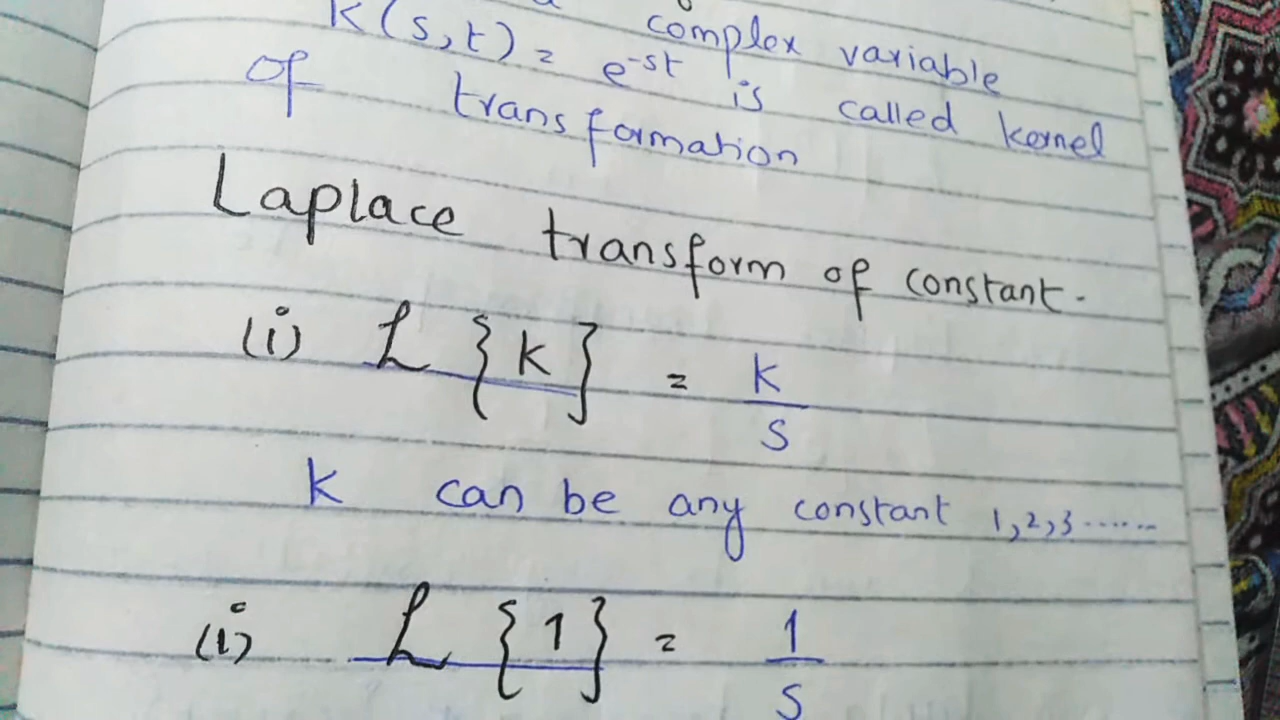 complex variable
K(s,t) = e^-st is called kernel
of transformation
Laplace transform of constant.
(i) ℒ {k} = k/s
k can be any constant 1,2,3......
(i) ℒ {1} = 1/s